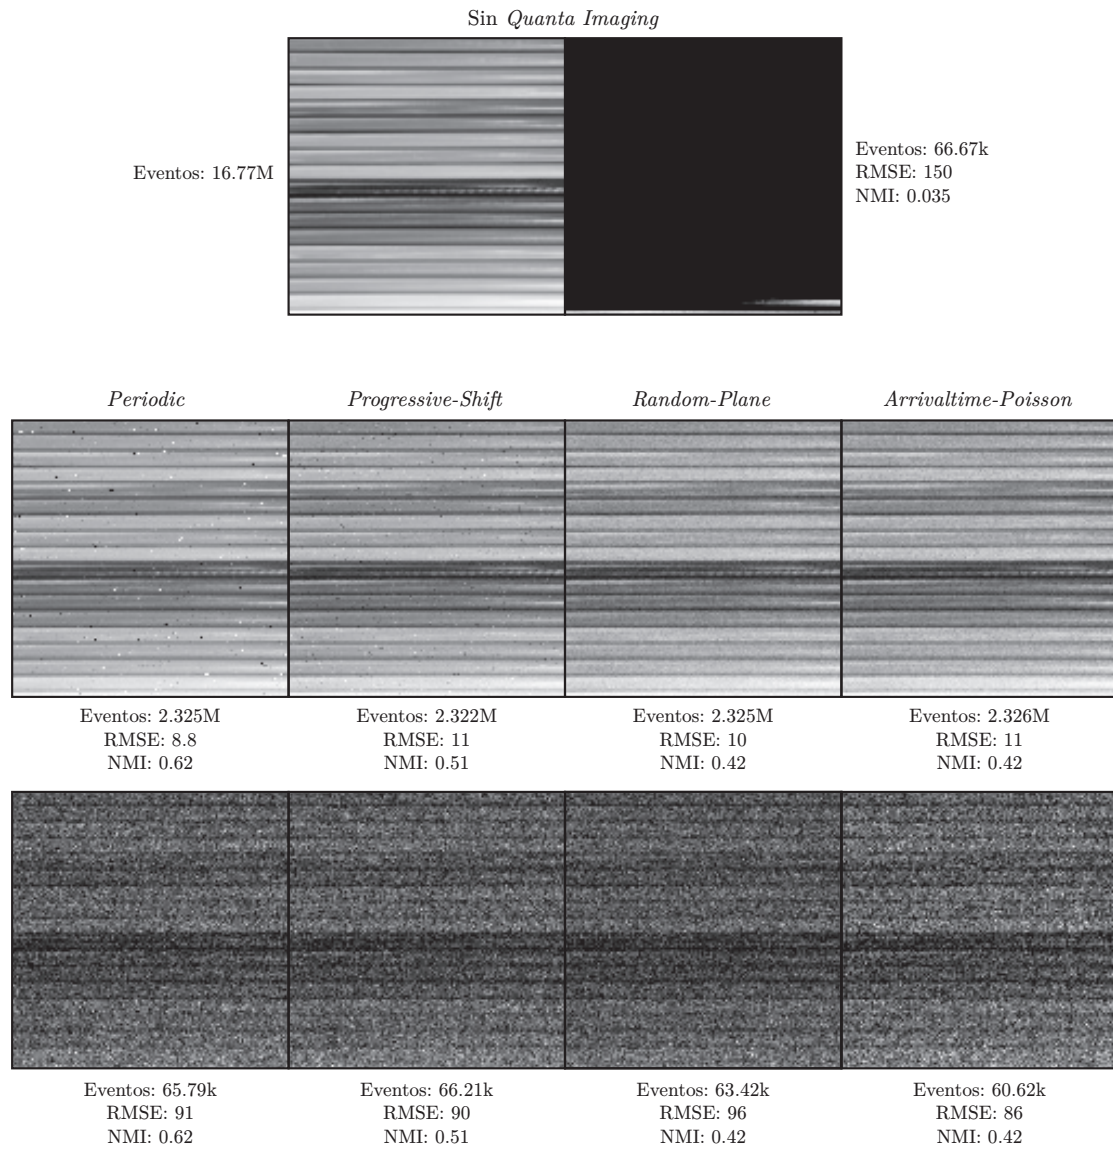 Sin Quanta Imaging
Eventos: 16.77M
Eventos: 66.67k
RMSE: 150
NMI: 0.035
Periodic
Progressive-Shift
Random-Plane
Arrivaltime-Poisson
Eventos: 2.325M
RMSE: 8.8
NMI: 0.62
Eventos: 2.322M
RMSE: 11
NMI: 0.51
Eventos: 2.325M
RMSE: 10
NMI: 0.42
Eventos: 2.326M
RMSE: 11
NMI: 0.42
Eventos: 65.79k
RMSE: 91
NMI: 0.62
Eventos: 66.21k
RMSE: 90
NMI: 0.51
Eventos: 63.42k
RMSE: 96
NMI: 0.42
Eventos: 60.62k
RMSE: 86
NMI: 0.42